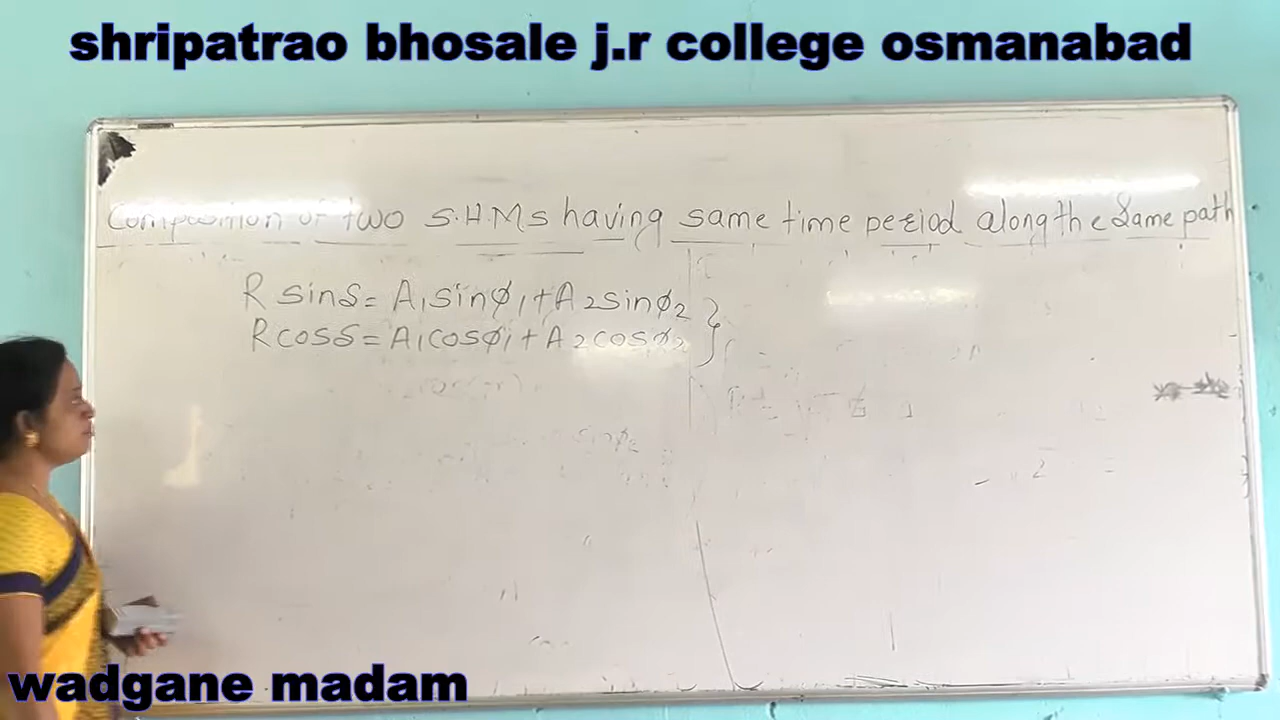 shripatrao bhosale j.r college osmanabad
Composition of two S.H.Ms having same time period along the same path
R sinδ = A₁sinφ₁ + A₂sinφ₂
R cosδ = A₁cosφ₁ + A₂cosφ₂
sinφ₂
wadgane madam